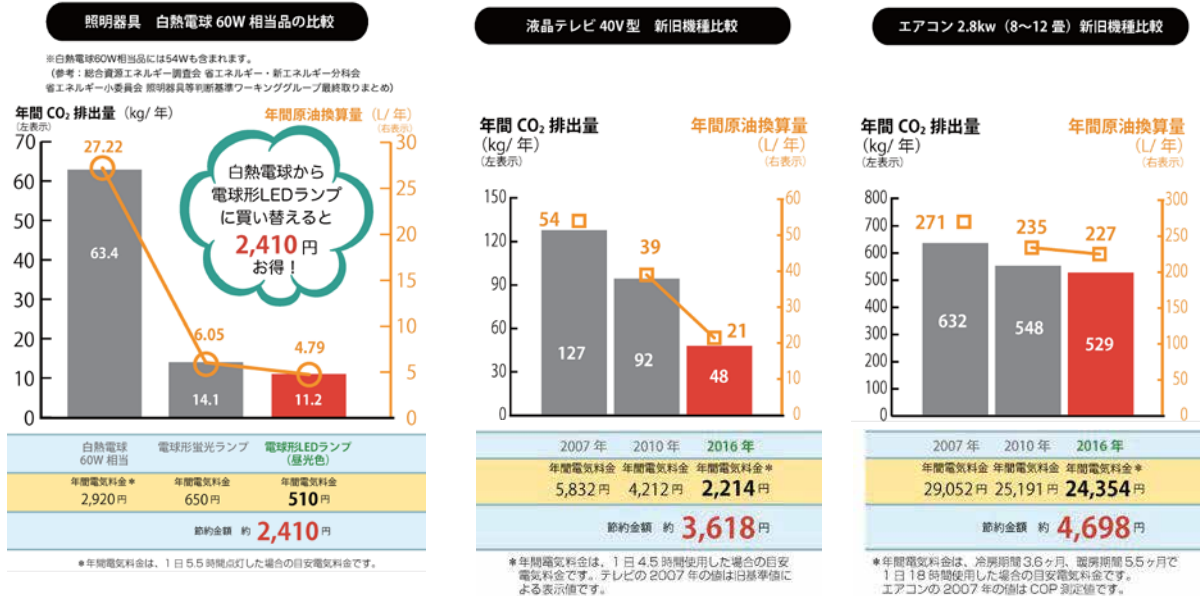 照明器具 白熱電球 60W 相当品の比較
※白熱電球60W相当品には54Wも含まれます。
(参考:総合資源エネルギー調査会 省エネルギー・新エネルギー分科会
省エネルギー小委員会 照明器具等判断基準ワーキンググループ最終取りまとめ)
年間 CO₂ 排出量(kg/ 年)
(左表示)
年間原油換算量(L/ 年)
(右表示)
70
60
50
40
30
20
10
0
30
25
20
15
10
5
0
27.22
6.05
4.79
63.4
14.1
11.2
白熱電球から
電球形LEDランプ
に買い替えると
2,410 円
お得!
白熱電球
60W 相当
電球形蛍光ランプ
電球形LEDランプ
(昼光色)
年間電気料金* 年間電気料金 年間電気料金
2,920円 650円 510円
節約金額 約 2,410円
*年間電気料金は、1日5.5時間点灯した場合の目安電気料金です。
液晶テレビ 40V型 新旧機種比較
年間 CO₂ 排出量
(kg/ 年)
(左表示)
年間原油換算量
(L/ 年)
(右表示)
150
120
90
60
30
0
60
50
40
30
20
10
0
54
39
21
127
92
48
2007 年 2010 年 2016 年
年間電気料金 年間電気料金 年間電気料金*
5,832円 4,212円 2,214円
節約金額 約 3,618円
*年間電気料金は、1日4.5時間使用した場合の目安
電気料金です。テレビの2007年の値は旧基準値に
よる表示値です。
エアコン 2.8kw(8〜12 畳)新旧機種比較
年間 CO₂ 排出量
(kg/ 年)
(左表示)
年間原油換算量
(L/ 年)
(右表示)
800
700
600
500
400
300
200
100
0
300
250
200
150
100
50
0
271
235
227
632
548
529
2007 年 2010 年 2016 年
年間電気料金 年間電気料金 年間電気料金*
29,052円 25,191円 24,354円
節約金額 約 4,698円
*年間電気料金は、冷房期間3.6ヶ月、暖房期間5.5ヶ月で
1日18時間使用した場合の目安電気料金です。
エアコンの2007年の値はCOP測定値です。